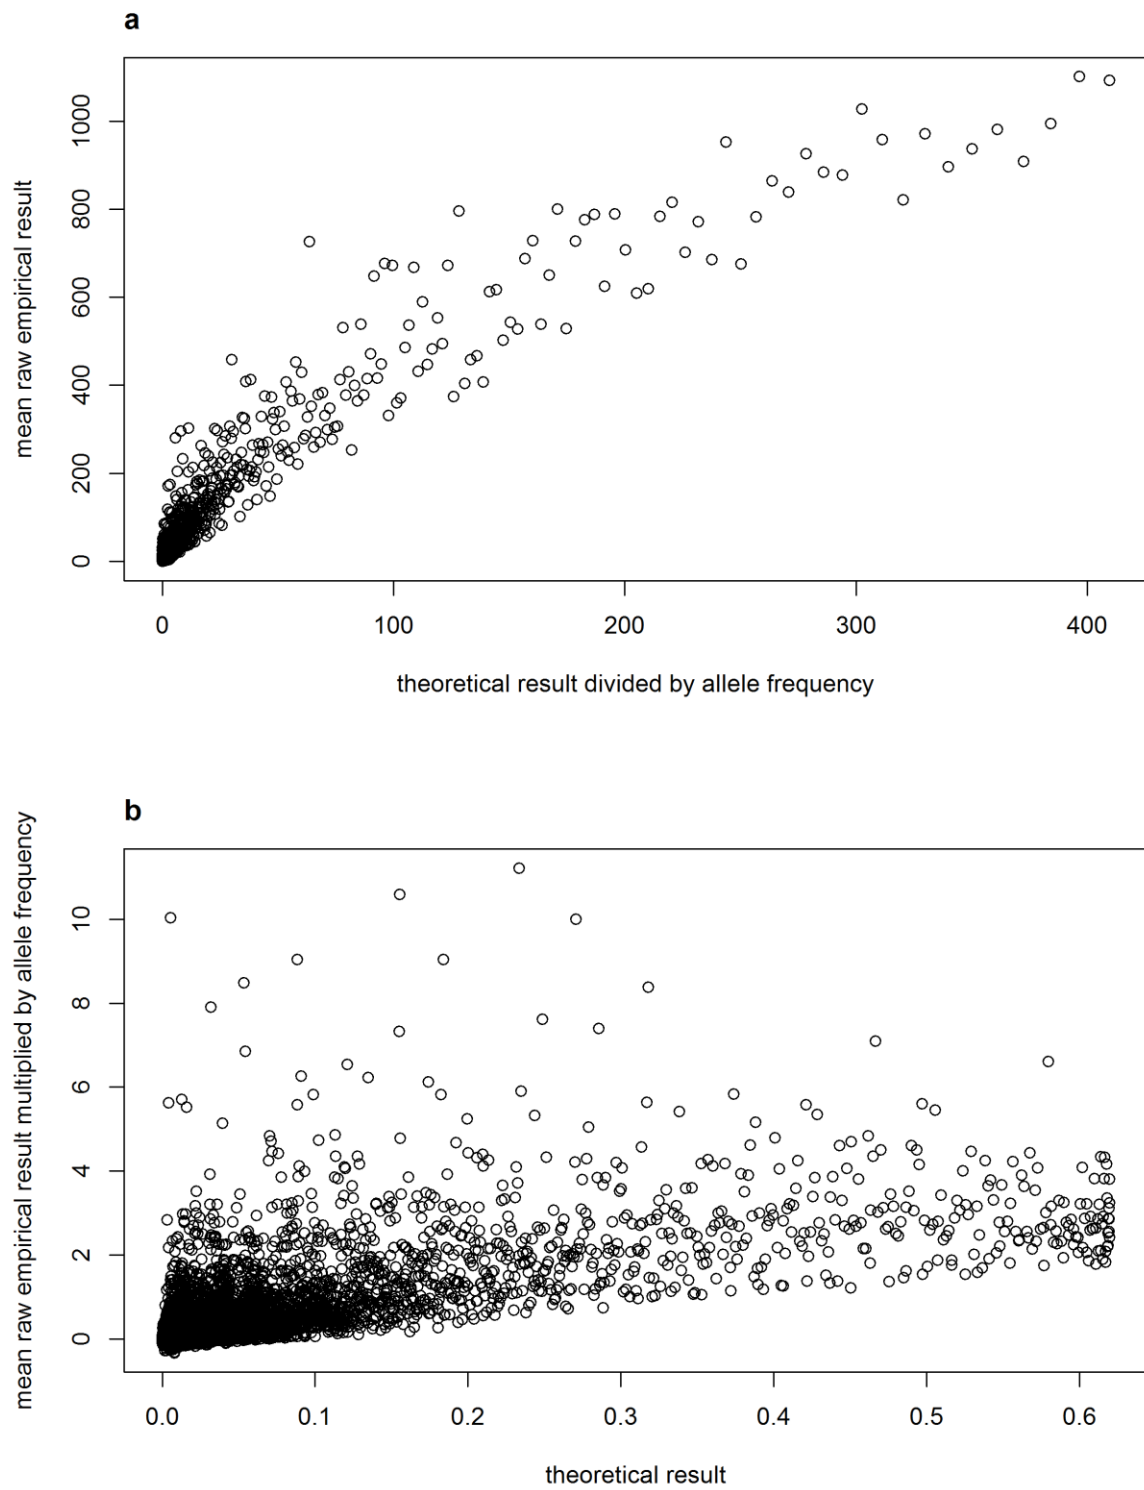 a
mean raw empirical result
1000
800
600
400
200
0
0 100 200 300 400
theoretical result divided by allele frequency
b
mean raw empirical result multiplied by allele frequency
10
8
6
4
2
0
0.0 0.1 0.2 0.3 0.4 0.5 0.6
theoretical result